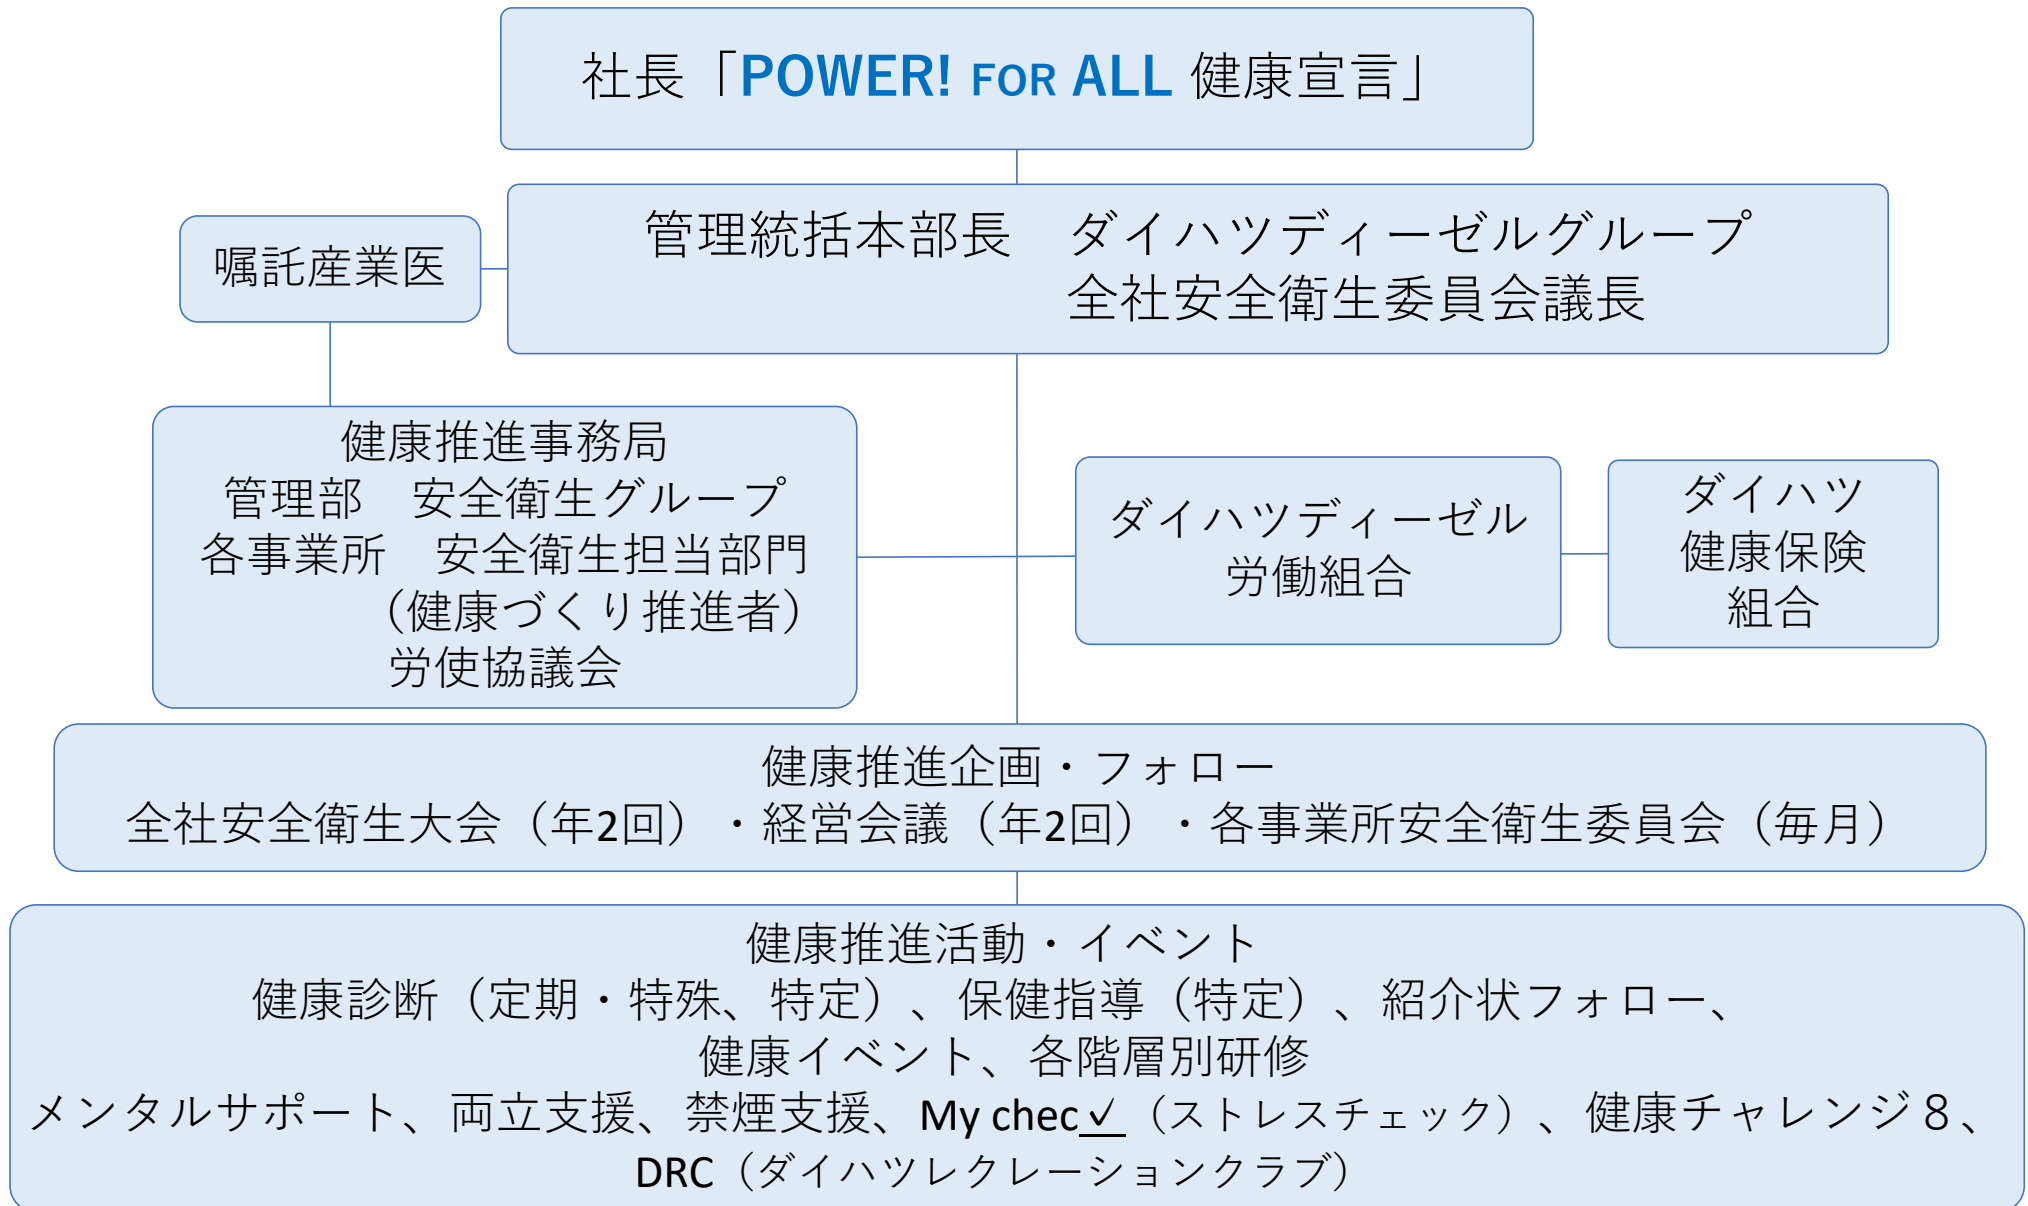 社長「POWER! FOR ALL 健康宣言」
管理統括本部長　ダイハツディーゼルグループ
全社安全衛生委員会議長
嘱託産業医
健康推進事務局
管理部　安全衛生グループ
各事業所　安全衛生担当部門
（健康づくり推進者）
労使協議会
ダイハツディーゼル
労働組合
ダイハツ
健康保険
組合
健康推進企画・フォロー
全社安全衛生大会（年2回）・経営会議（年2回）・各事業所安全衛生委員会（毎月）
健康推進活動・イベント
健康診断（定期・特殊、特定）、保健指導（特定）、紹介状フォロー、
健康イベント、各階層別研修
メンタルサポート、両立支援、禁煙支援、My chec✓（ストレスチェック）、健康チャレンジ８、
DRC（ダイハツレクレーションクラブ）